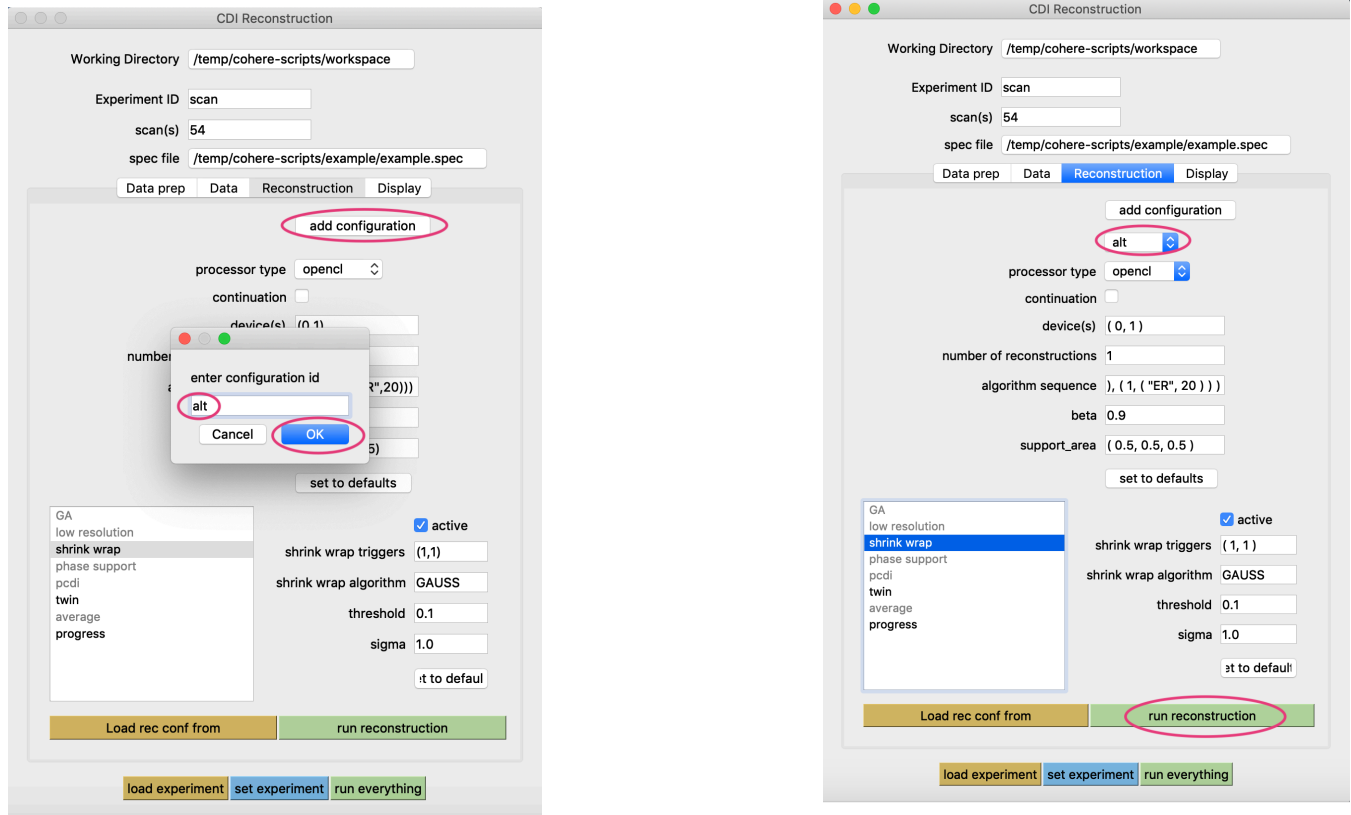 CDI Reconstruction
Working Directory /temp/cohere-scripts/workspace
Experiment ID scan
scan(s) 54
spec file /temp/cohere-scripts/example/example.spec
Data prep Data Reconstruction Display
add configuration
processor type opencl
continuation
device(s) (0,1)
number
R",20)))
5)
enter configuration id
alt
Cancel OK
set to defaults
GA
low resolution
shrink wrap
phase support
pcdi
twin
average
progress
active
shrink wrap triggers (1,1)
shrink wrap algorithm GAUSS
threshold 0.1
sigma 1.0
et to defaul
Load rec conf from run reconstruction
load experiment set experiment run everything
CDI Reconstruction
Working Directory /temp/cohere-scripts/workspace
Experiment ID scan
scan(s) 54
spec file /temp/cohere-scripts/example/example.spec
Data prep Data Reconstruction Display
add configuration
alt
processor type opencl
continuation
device(s) ( 0, 1 )
number of reconstructions 1
algorithm sequence ), ( 1, ( "ER", 20 ) ) )
beta 0.9
support_area ( 0.5, 0.5, 0.5 )
set to defaults
GA
low resolution
shrink wrap
phase support
pcdi
twin
average
progress
active
shrink wrap triggers ( 1, 1 )
shrink wrap algorithm GAUSS
threshold 0.1
sigma 1.0
et to default
Load rec conf from run reconstruction
load experiment set experiment run everything